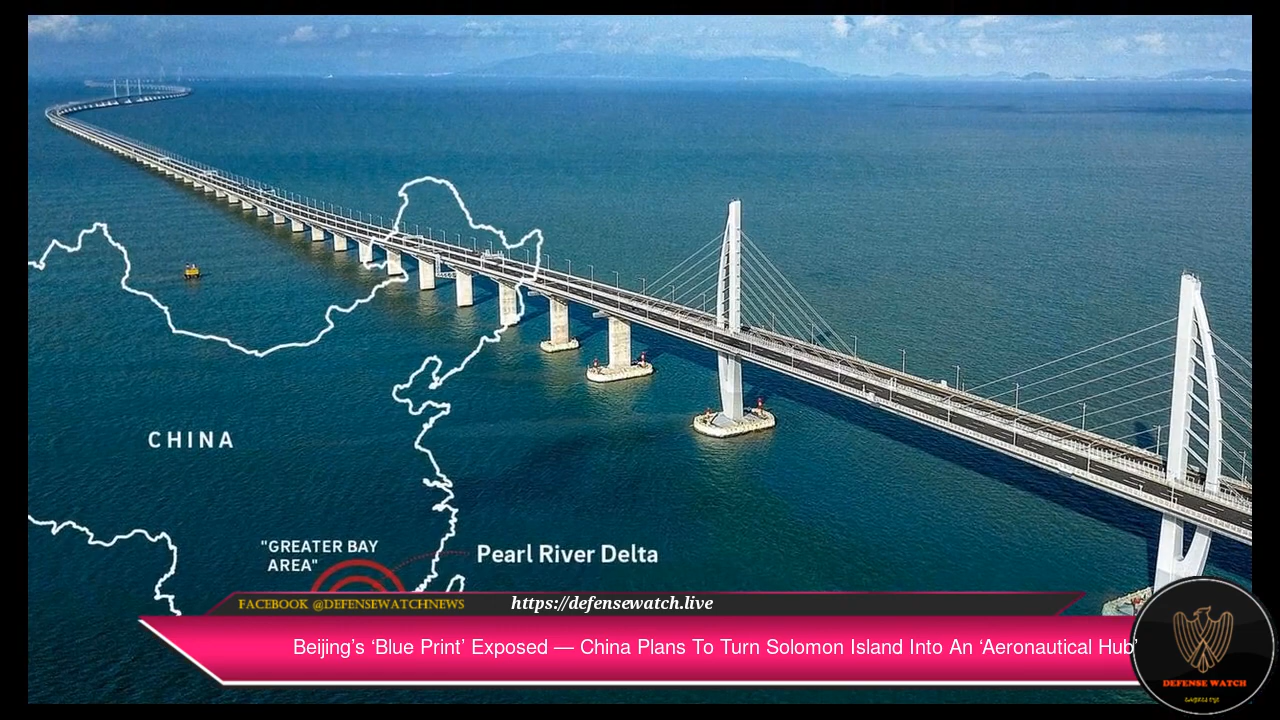 CHINA
"GREATER BAY
AREA"
Pearl River Delta
FACEBOOK @DEFENSEWATCHNEWS
https://defensewatch.live
Beijing’s ‘Blue Print’ Exposed — China Plans To Turn Solomon Island Into An ‘Aeronautical Hub’
DEFENSE WATCH